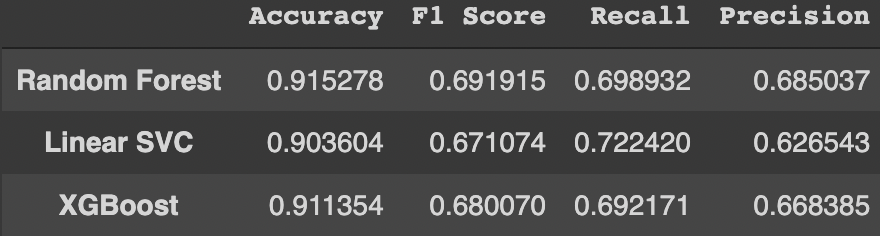 Accuracy F1 Score Recall Precision
Random Forest 0.915278 0.691915 0.698932 0.685037
Linear SVC 0.903604 0.671074 0.722420 0.626543
XGBoost 0.911354 0.680070 0.692171 0.668385